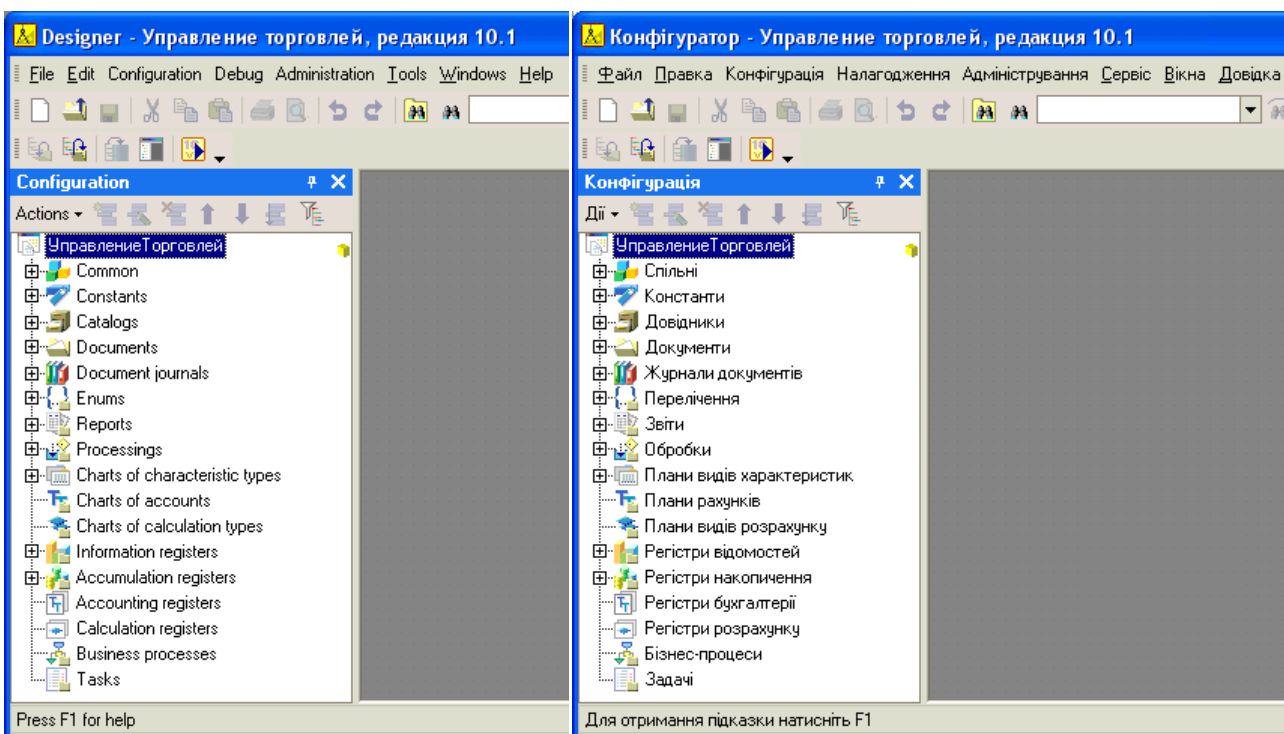 Designer - Управление торговлей, редакция 10.1
File Edit Configuration Debug Administration Tools Windows Help
Configuration
Actions
УправлениеТорговлей
Common
Constants
Catalogs
Documents
Document journals
Enums
Reports
Processings
Charts of characteristic types
Charts of accounts
Charts of calculation types
Information registers
Accumulation registers
Accounting registers
Calculation registers
Business processes
Tasks
Press F1 for help
Конфігуратор - Управление торговлей, редакция 10.1
Файл Правка Конфігурація Налагодження Адміністрування Сервіс Вікна Довідка
Конфігурація
Дії
УправлениеТорговлей
Спільні
Константи
Довідники
Документи
Журнали документів
Перелічення
Звіти
Обробки
Плани видів характеристик
Плани рахунків
Плани видів розрахунку
Регістри відомостей
Регістри накопичення
Регістри бухгалтерії
Регістри розрахунку
Бізнес-процеси
Задачі
Для отримання підказки натисніть F1